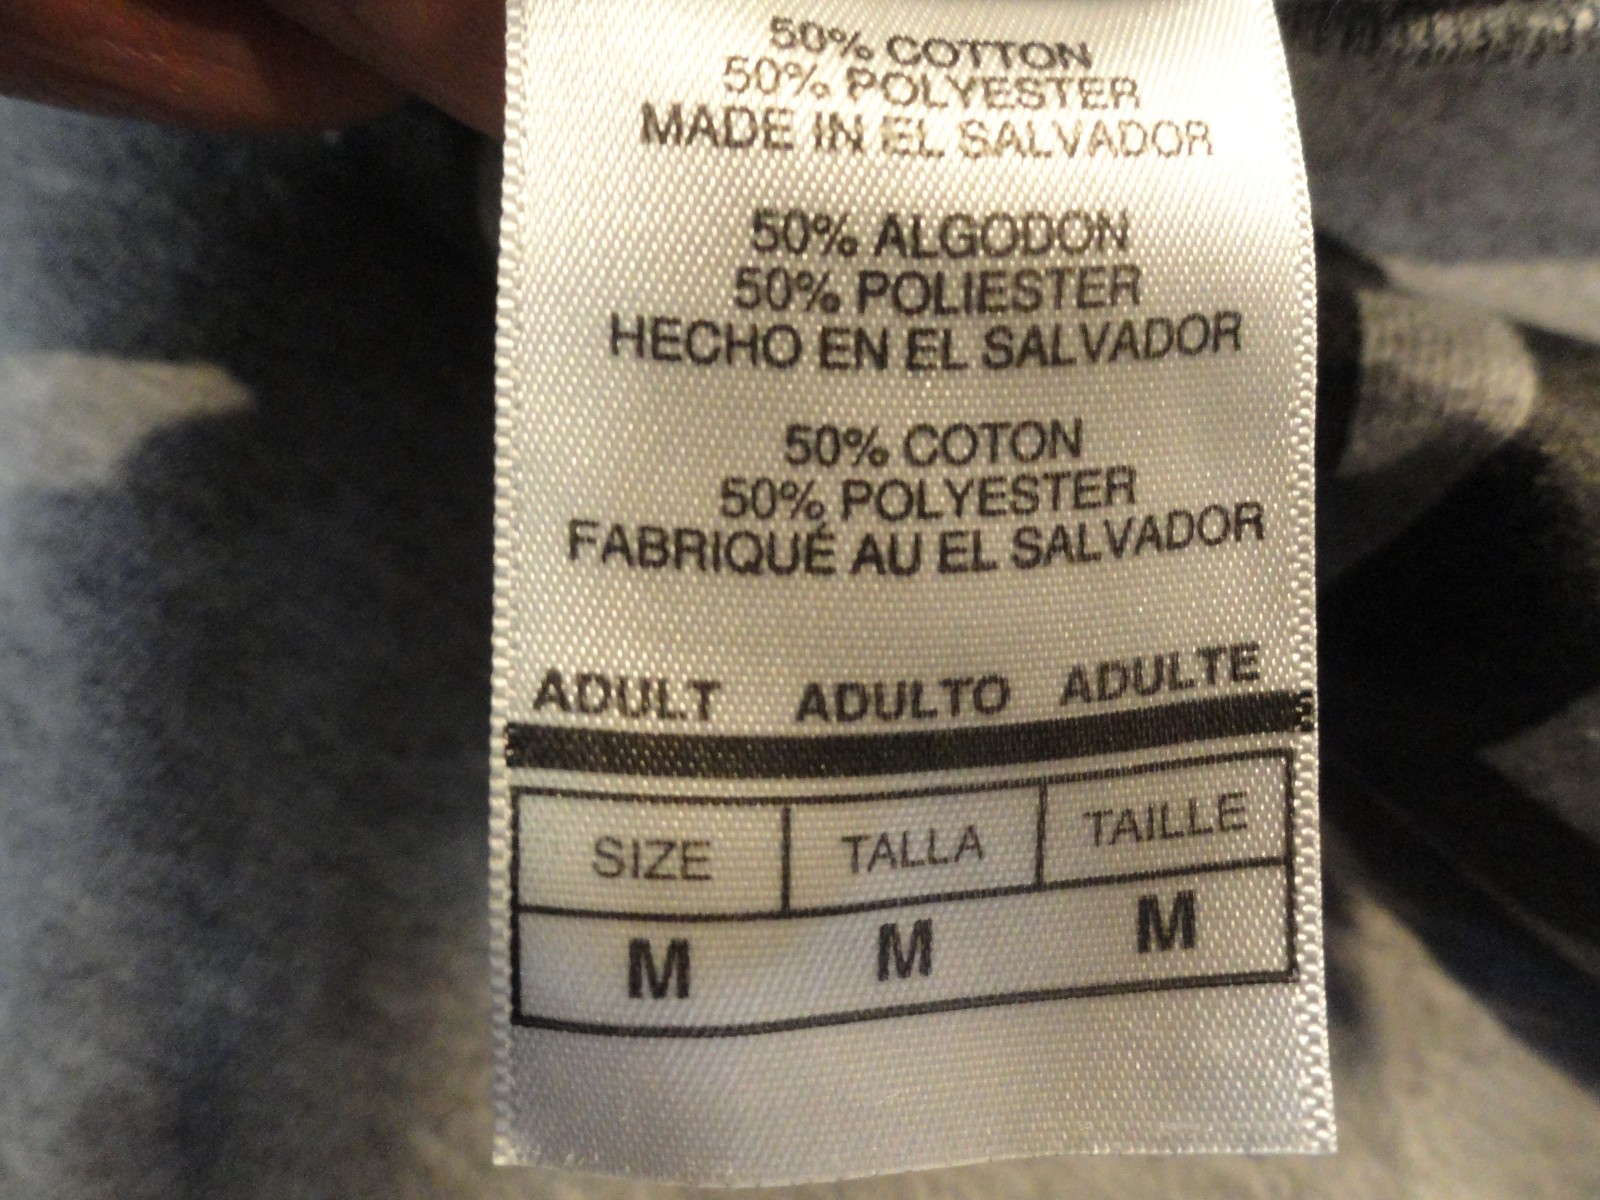 50% COTTON
50% POLYESTER
MADE IN EL SALVADOR
50% ALGODON
50% POLIESTER
HECHO EN EL SALVADOR
50% COTON
50% POLYESTER
FABRIQUÉ AU EL SALVADOR
ADULT ADULTO ADULTE
SIZE TALLA TAILLE
M M M